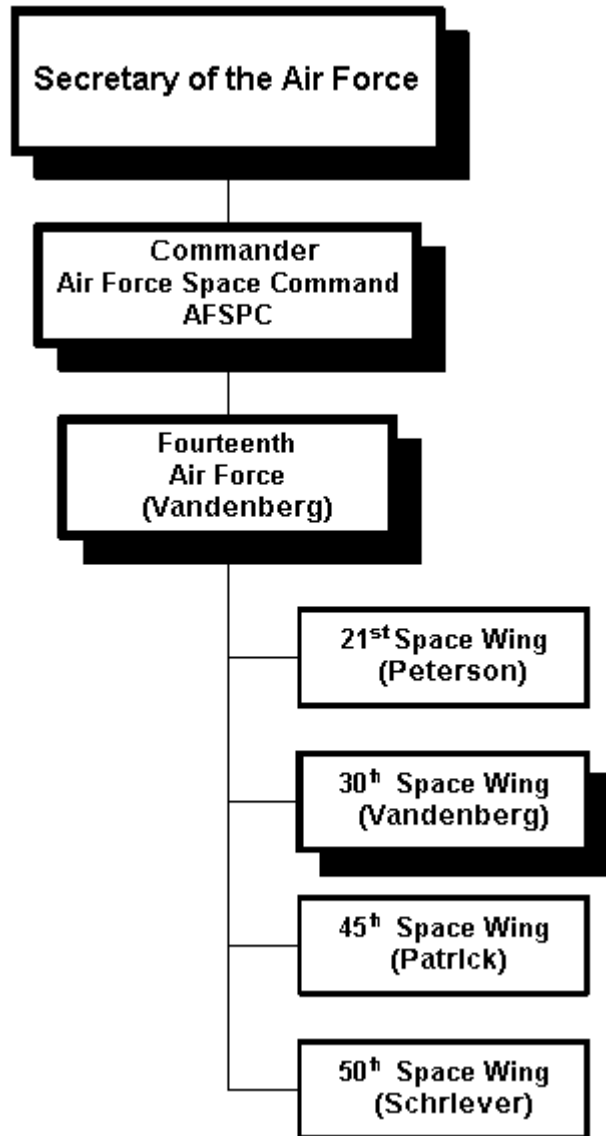 Secretary of the Air Force
Commander
Air Force Space Command
AFSPC
Fourteenth
Air Force
(Vandenberg)
21st Space Wing
(Peterson)
30th Space Wing
(Vandenberg)
45th Space Wing
(Patrick)
50th Space Wing
(Schriever)